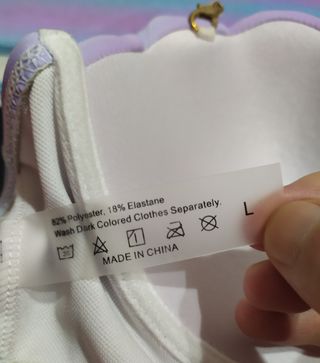 82% Polyester, 18% Elastane
Wash Dark Colored Clothes Separately.
L
MADE IN CHINA